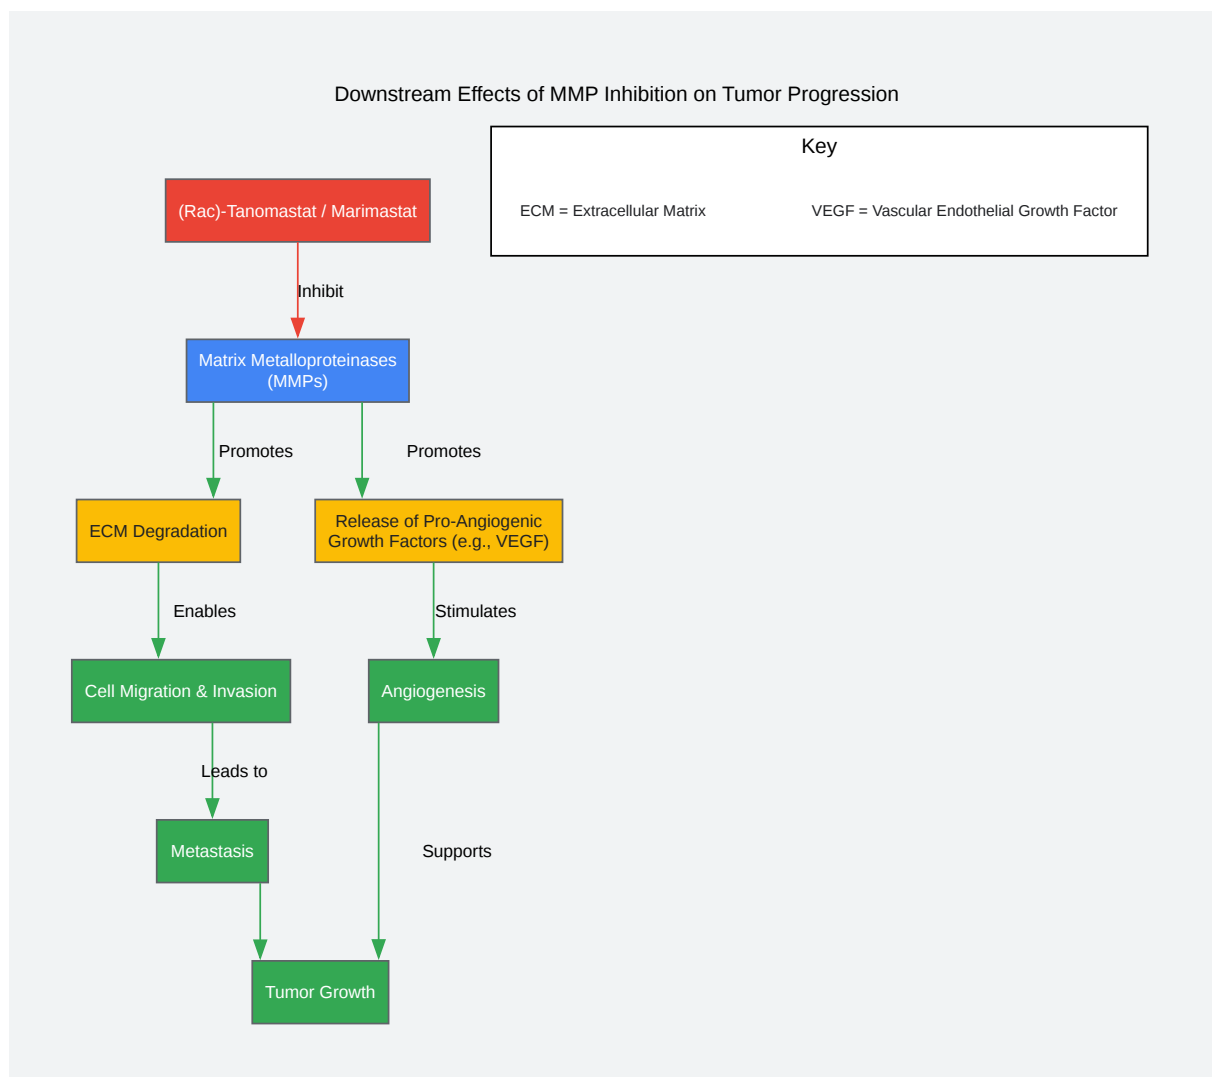 Downstream Effects of MMP Inhibition on Tumor Progression
Key
ECM = Extracellular Matrix
VEGF = Vascular Endothelial Growth Factor
(Rac)-Tanomastat / Marimastat
Inhibit
Matrix Metalloproteinases
(MMPs)
Promotes
Promotes
ECM Degradation
Release of Pro-Angiogenic
Growth Factors (e.g., VEGF)
Enables
Stimulates
Cell Migration & Invasion
Angiogenesis
Leads to
Metastasis
Supports
Tumor Growth